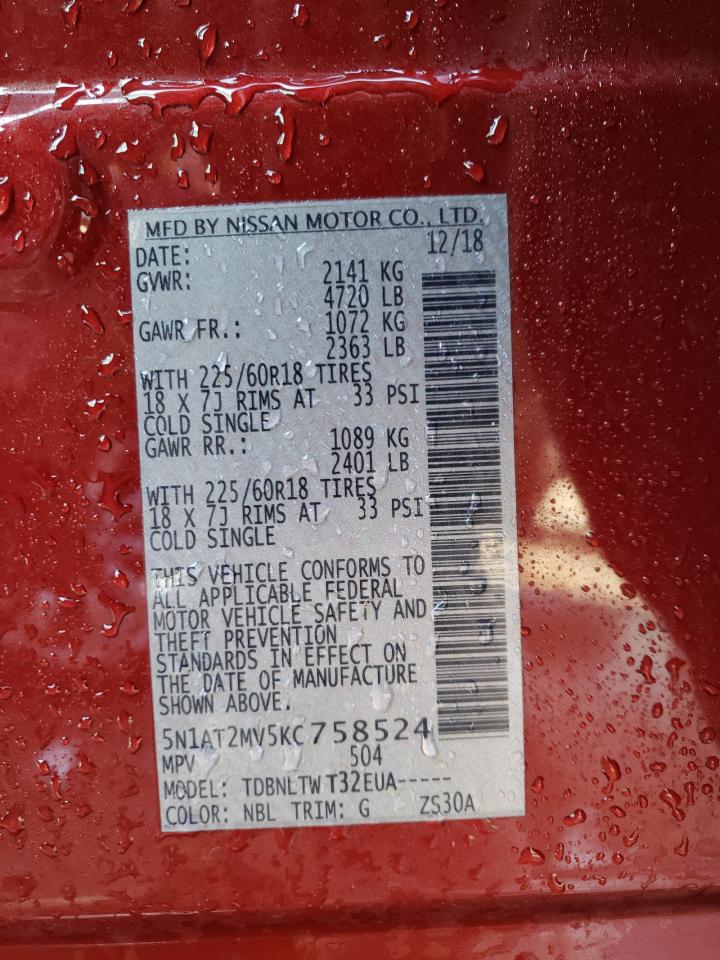 MFD BY NISSAN MOTOR CO., LTD.
DATE: 12/18
GVWR: 2141 KG
4720 LB
GAWR FR.: 1072 KG
2363 LB
WITH 225/60R18 TIRES
18 X 7J RIMS AT 33 PSI
COLD SINGLE
GAWR RR.: 1089 KG
2401 LB
WITH 225/60R18 TIRES
18 X 7J RIMS AT 33 PSI
COLD SINGLE
THIS VEHICLE CONFORMS TO
ALL APPLICABLE FEDERAL
MOTOR VEHICLE SAFETY AND
THEFT PREVENTION
STANDARDS IN EFFECT ON
THE DATE OF MANUFACTURE
SHOWN ABOVE.
5N1AT2MV5KC758524
MPV 504
MODEL: TDBNLTWT32EUA-----
COLOR: NBL TRIM: G ZS30A